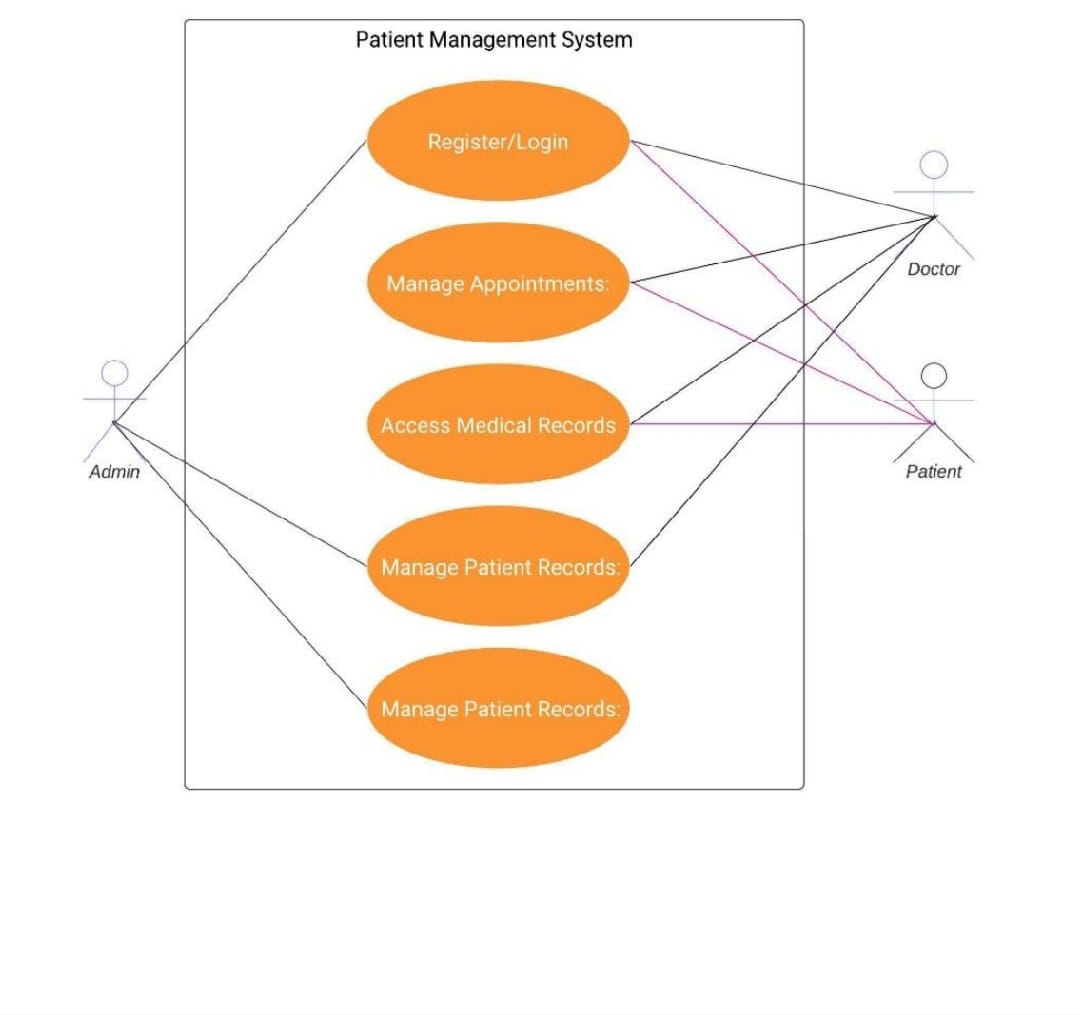 Patient Management System
Register/Login
Manage Appointments:
Doctor
Access Medical Records
Admin
Patient
Manage Patient Records:
Manage Patient Records: